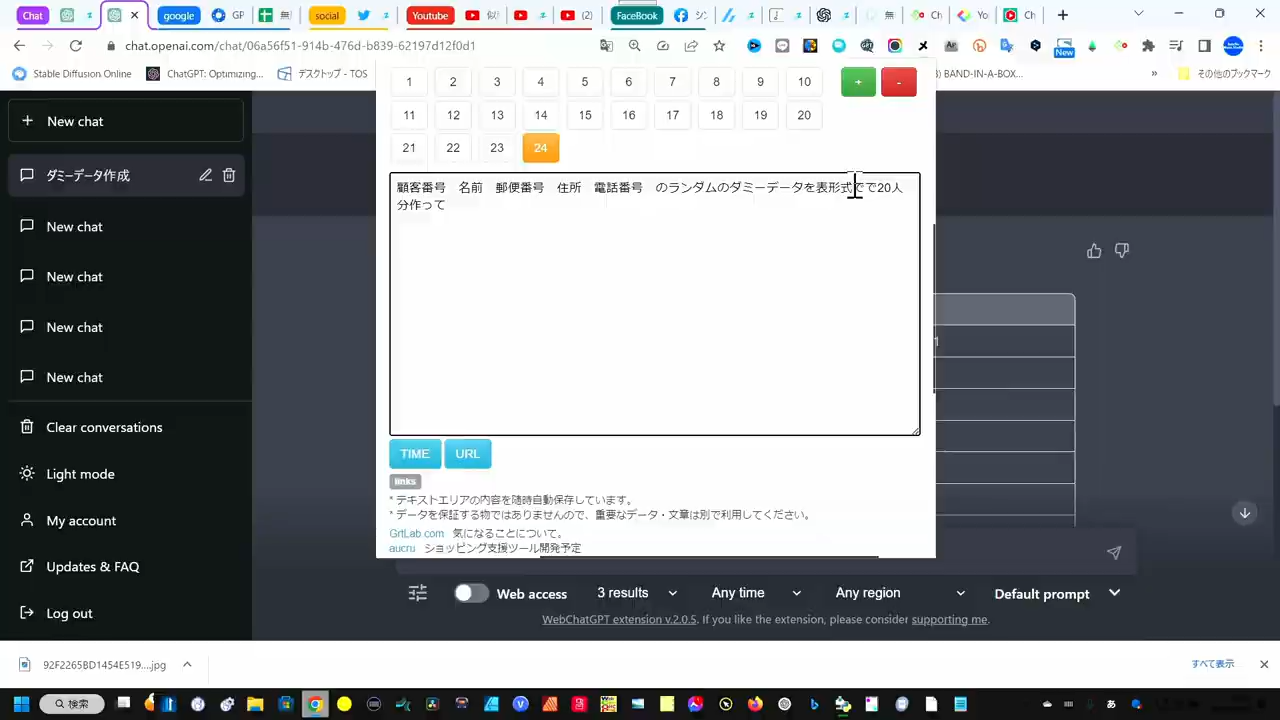 Chat
google
GP
無
social
Youtube
似
(2)
FaceBook
シン
無
Ch
Yo
Ch
chat.openai.com/chat/06a56f51-914b-476d-b839-62197d12f0d1
New
Stable Diffusion Online
ChatGPT: Optimizing...
デスクトップ - TOS
) BAND-IN-A-BOX...
»
その他のブックマーク
1 2 3 4 5 6 7 8 9 10 + -
11 12 13 14 15 16 17 18 19 20
21 22 23 24
New chat
ダミーデータ作成
New chat
New chat
New chat
New chat
Clear conversations
Light mode
My account
Updates & FAQ
Log out
顧客番号　名前　郵便番号　住所　電話番号　のランダムのダミーデータを表形式でで20人
分作って
TIME URL
links
* テキストエリアの内容を随時自動保存しています。
* データを保証する物ではありませんので、重要なデータ・文章は別で利用してください。
GrtLab com 気になることについて。
aucru ショッピング支援ツール開発予定
Web access 3 results Any time Any region Default prompt
WebChatGPT extension v.2.0.5. If you like the extension, please consider supporting me.
92F2265BD1454E519....jpg
すべて表示
検索